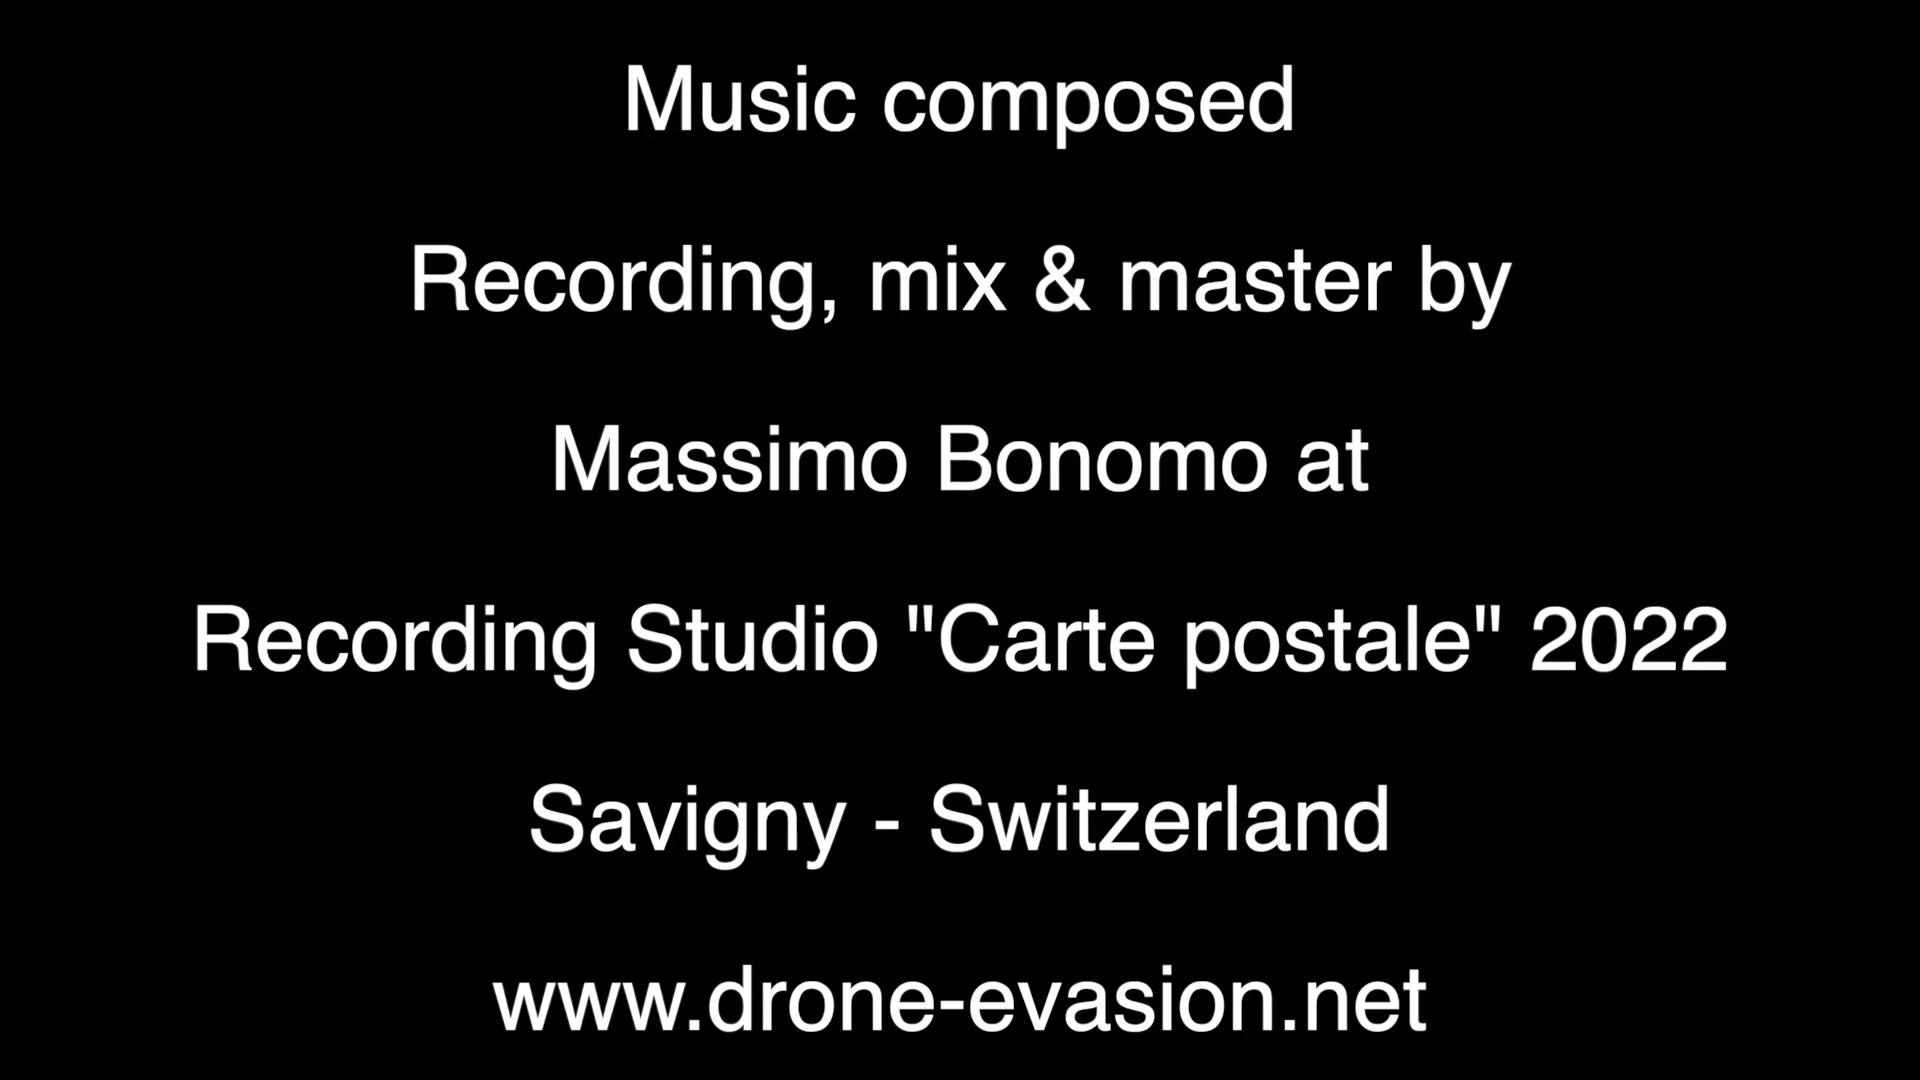 Music composed
Recording, mix & master by
Massimo Bonomo at
Recording Studio "Carte postale" 2022
Savigny - Switzerland
www.drone-evasion.net